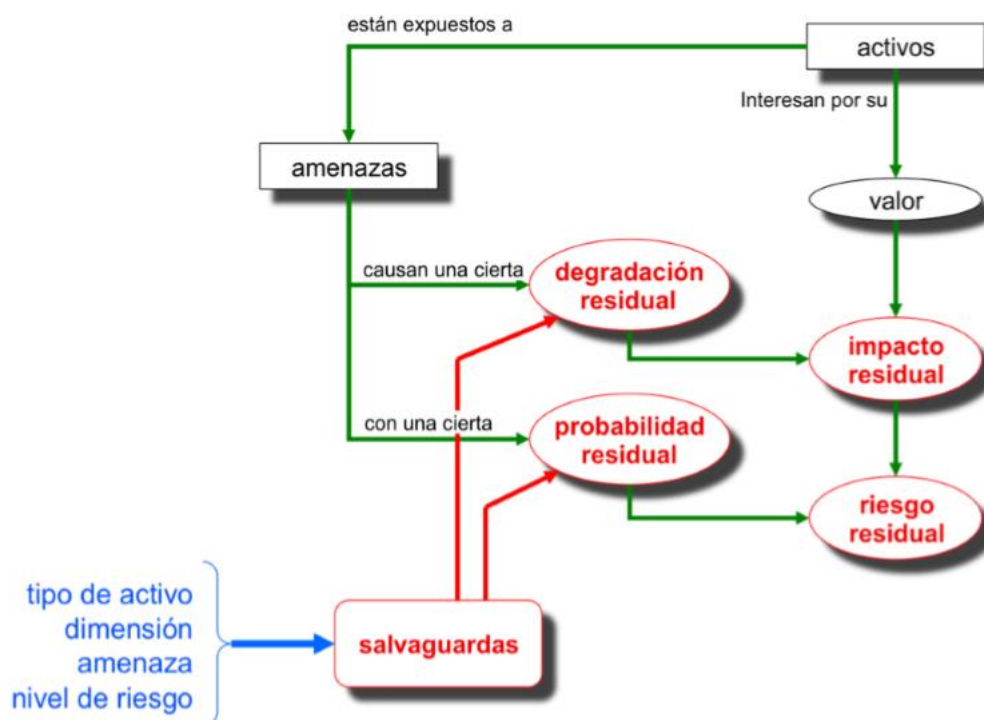 están expuestos a
activos
Interesan por su
amenazas
valor
causan una cierta
degradación
residual
impacto
residual
con una cierta
probabilidad
residual
riesgo
residual
tipo de activo
dimensión
amenaza
nivel de riesgo
salvaguardas